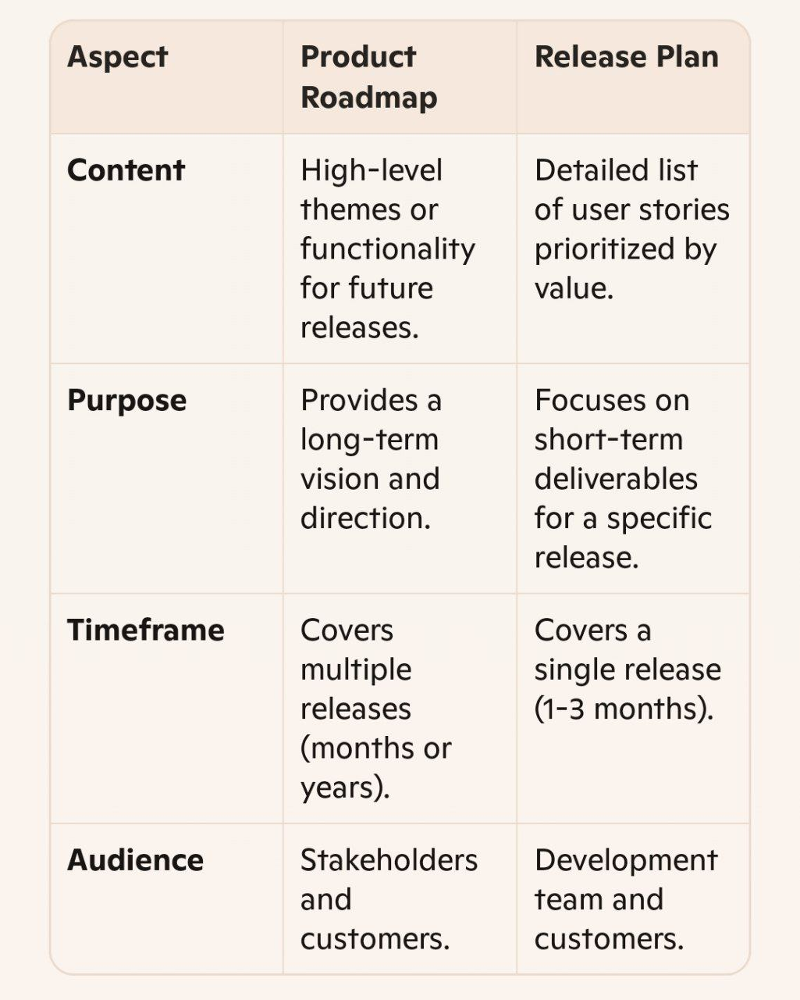 Aspect
Product
Roadmap
Release Plan
Content
High-level
themes or
functionality
for future
releases.
Detailed list
of user stories
prioritized by
value.
Purpose
Provides a
long-term
vision and
direction.
Focuses on
short-term
deliverables
for a specific
release.
Timeframe
Covers
multiple
releases
(months or
years).
Covers a
single release
(1-3 months).
Audience
Stakeholders
and
customers.
Development
team and
customers.